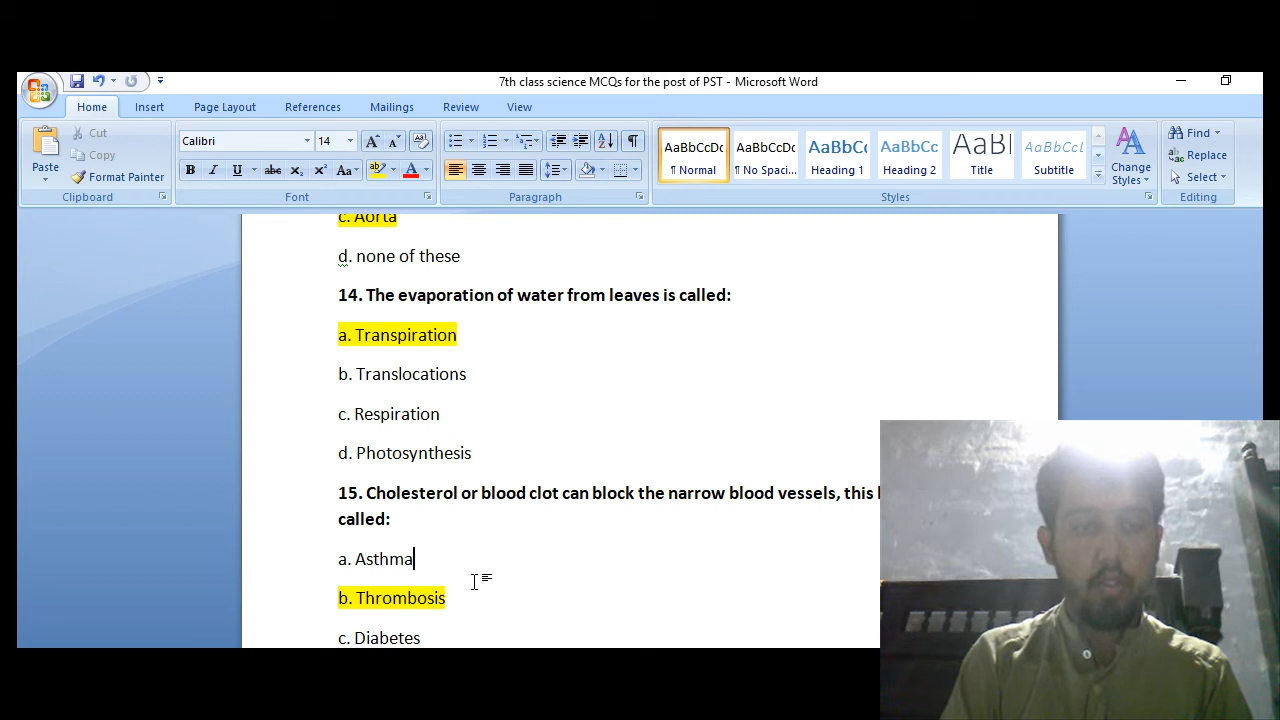 7th class science MCQs for the post of PST - Microsoft Word
Home Insert Page Layout References Mailings Review View
Paste
Cut
Copy
Format Painter
Clipboard
Calibri 14
B I U abc X₂ X² Aa
Font
Paragraph
AaBbCcDc AaBbCcDc AaBbCc AaBbCc AaBl AaBbCcL
¶ Normal ¶ No Spaci... Heading 1 Heading 2 Title Subtitle
Change Styles
Styles
Find
Replace
Select
Editing
c. Aorta
d. none of these
14. The evaporation of water from leaves is called:
a. Transpiration
b. Translocations
c. Respiration
d. Photosynthesis
15. Cholesterol or blood clot can block the narrow blood vessels, this
called:
a. Asthma
b. Thrombosis
c. Diabetes